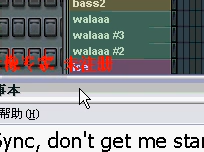 bass2
walaaa
walaaa #3
walaaa #2
事本
帮助(H)
Sync, don't get me star